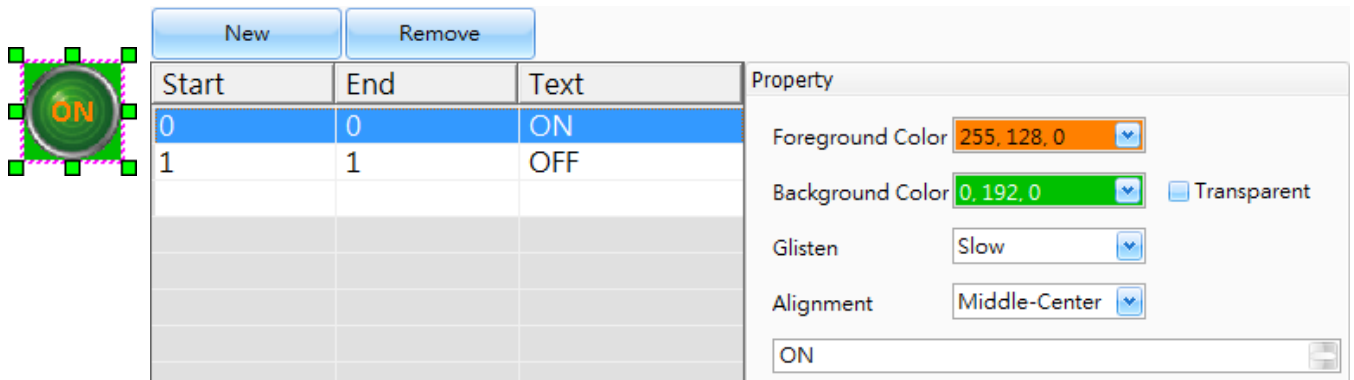 New Remove
ON
Start End Text
0 0 ON
1 1 OFF
Property
Foreground Color 255, 128, 0
Background Color 0, 192, 0 Transparent
Glisten Slow
Alignment Middle-Center
ON